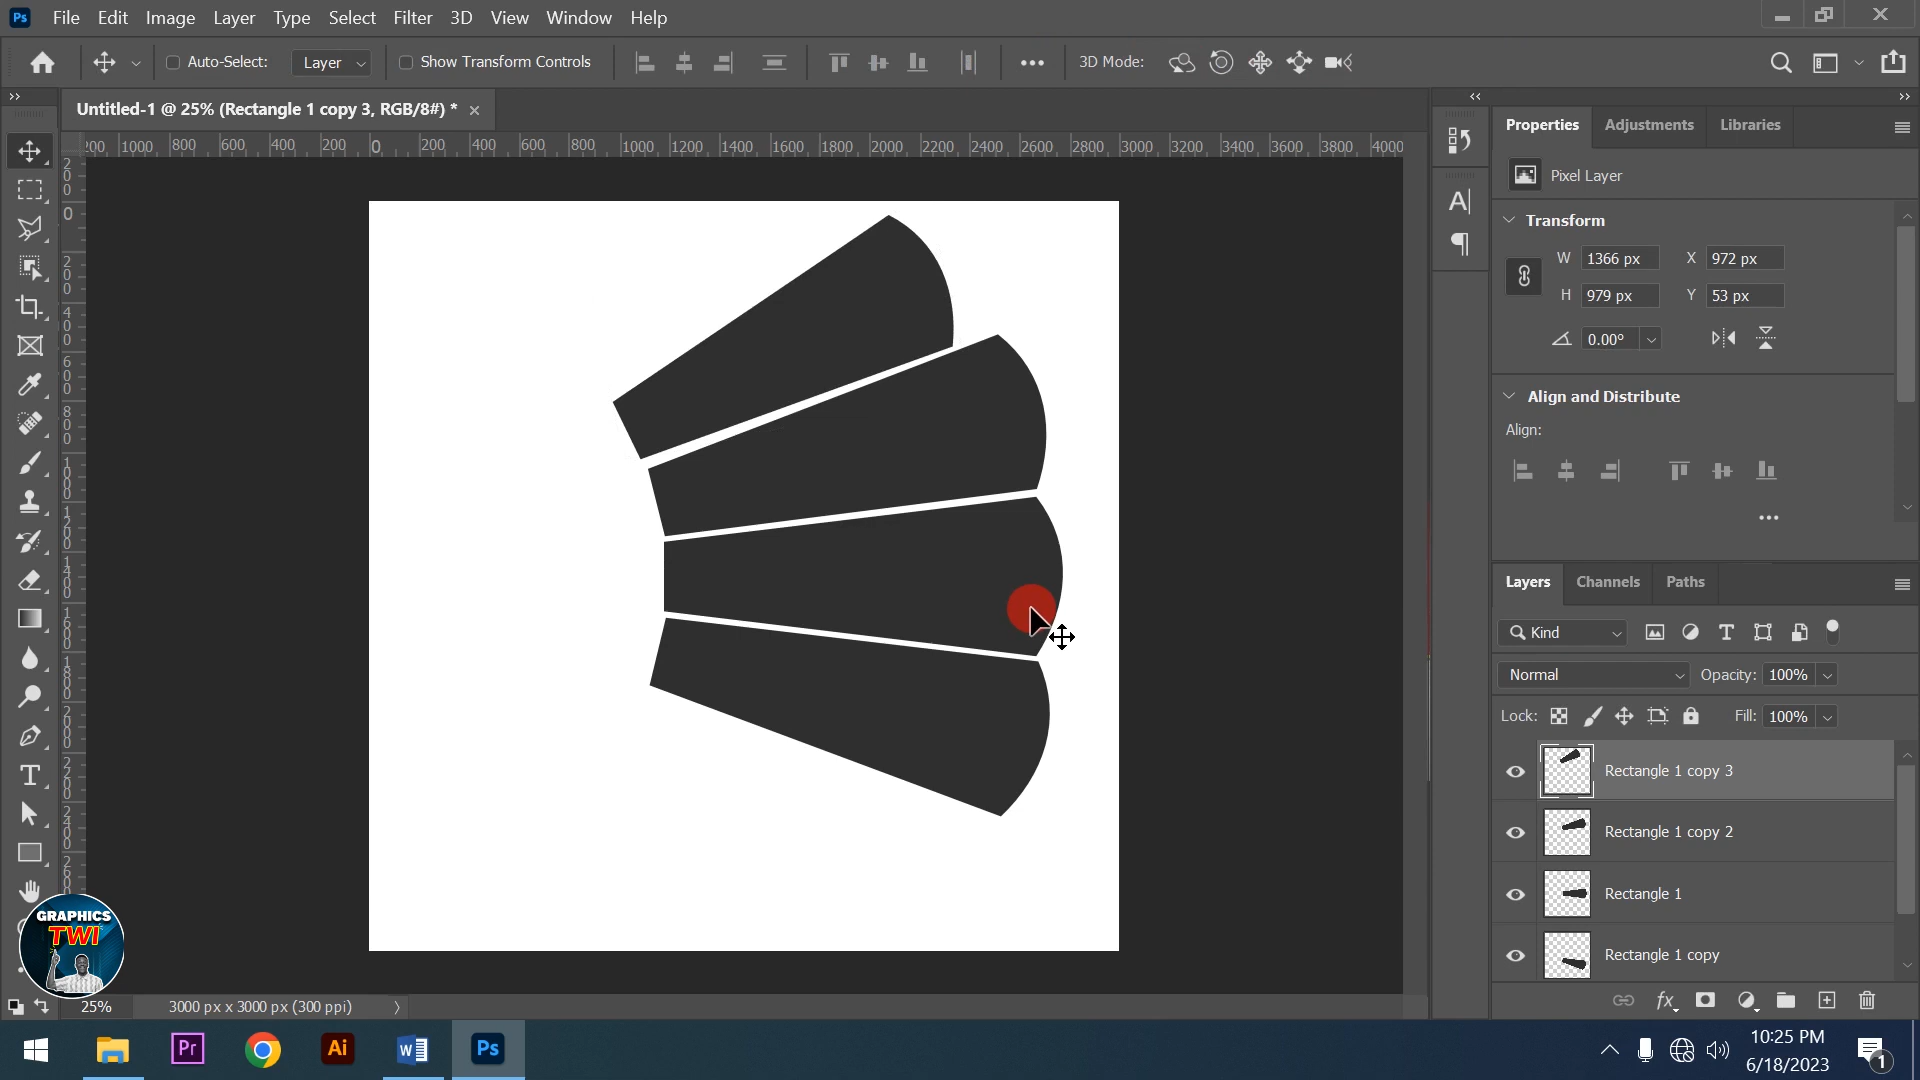 Ps File Edit Image Layer Type Select Filter 3D View Window Help
Auto-Select: Layer Show Transform Controls 3D Mode:
Untitled-1 @ 25% (Rectangle 1 copy 3, RGB/8#) *
200 1000 800 600 400 200 0 200 400 600 800 1000 1200 1400 1600 1800 2000 2200 2400 2600 2800 3000 3200 3400 3600 3800 4000
Properties Adjustments Libraries
Pixel Layer
Transform
W 1366 px X 972 px
H 979 px Y 53 px
0.00°
Align and Distribute
Align:
Layers Channels Paths
Kind
Normal Opacity: 100%
Lock: Fill: 100%
Rectangle 1 copy 3
Rectangle 1 copy 2
Rectangle 1
Rectangle 1 copy
GRAPHICS
TWI
25% 3000 px x 3000 px (300 ppi)
Pr Ai W Ps
10:25 PM
6/18/2023
1